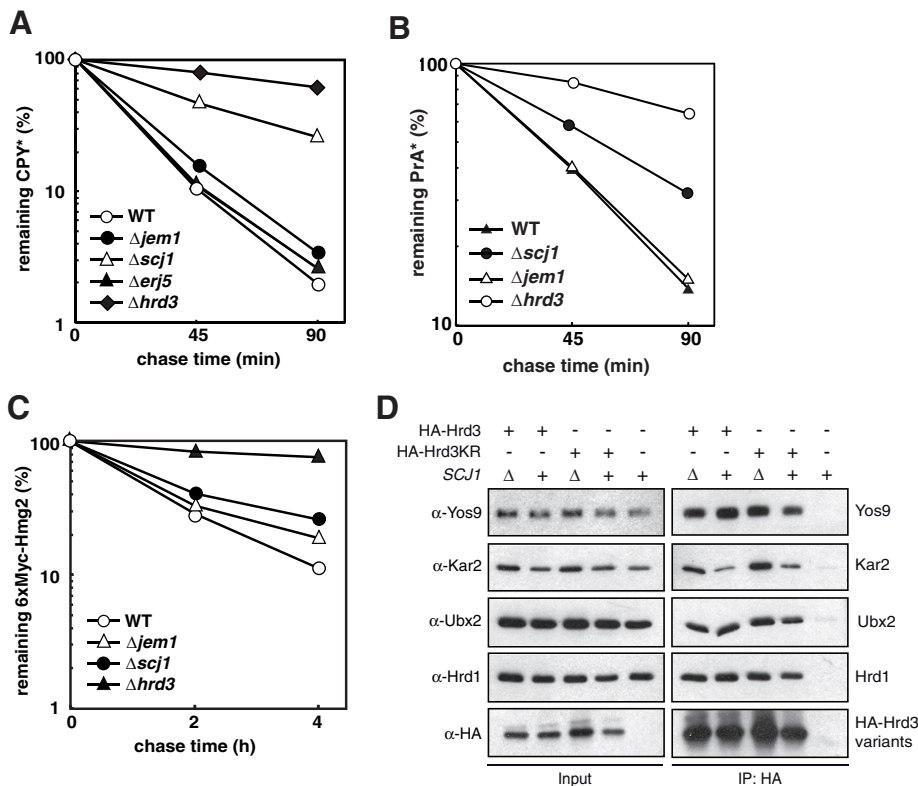 A
remaining CPY* (%)
100
10
1
WT
Δjem1
Δscj1
Δerj5
Δhrd3
0 45 90
chase time (min)
B
remaining PrA* (%)
100
10
WT
Δscj1
Δjem1
Δhrd3
0 45 90
chase time (min)
C
remaining 6xMyc-Hmg2 (%)
100
10
1
WT
Δjem1
Δscj1
Δhrd3
0 2 4
chase time (h)
D
HA-Hrd3 + + - - - + + - - -
HA-Hrd3KR - - + + - - - + + -
SCJ1 Δ + Δ + + Δ + Δ + +
α-Yos9 Yos9
α-Kar2 Kar2
α-Ubx2 Ubx2
α-Hrd1 Hrd1
α-HA HA-Hrd3
variants
Input IP: HA